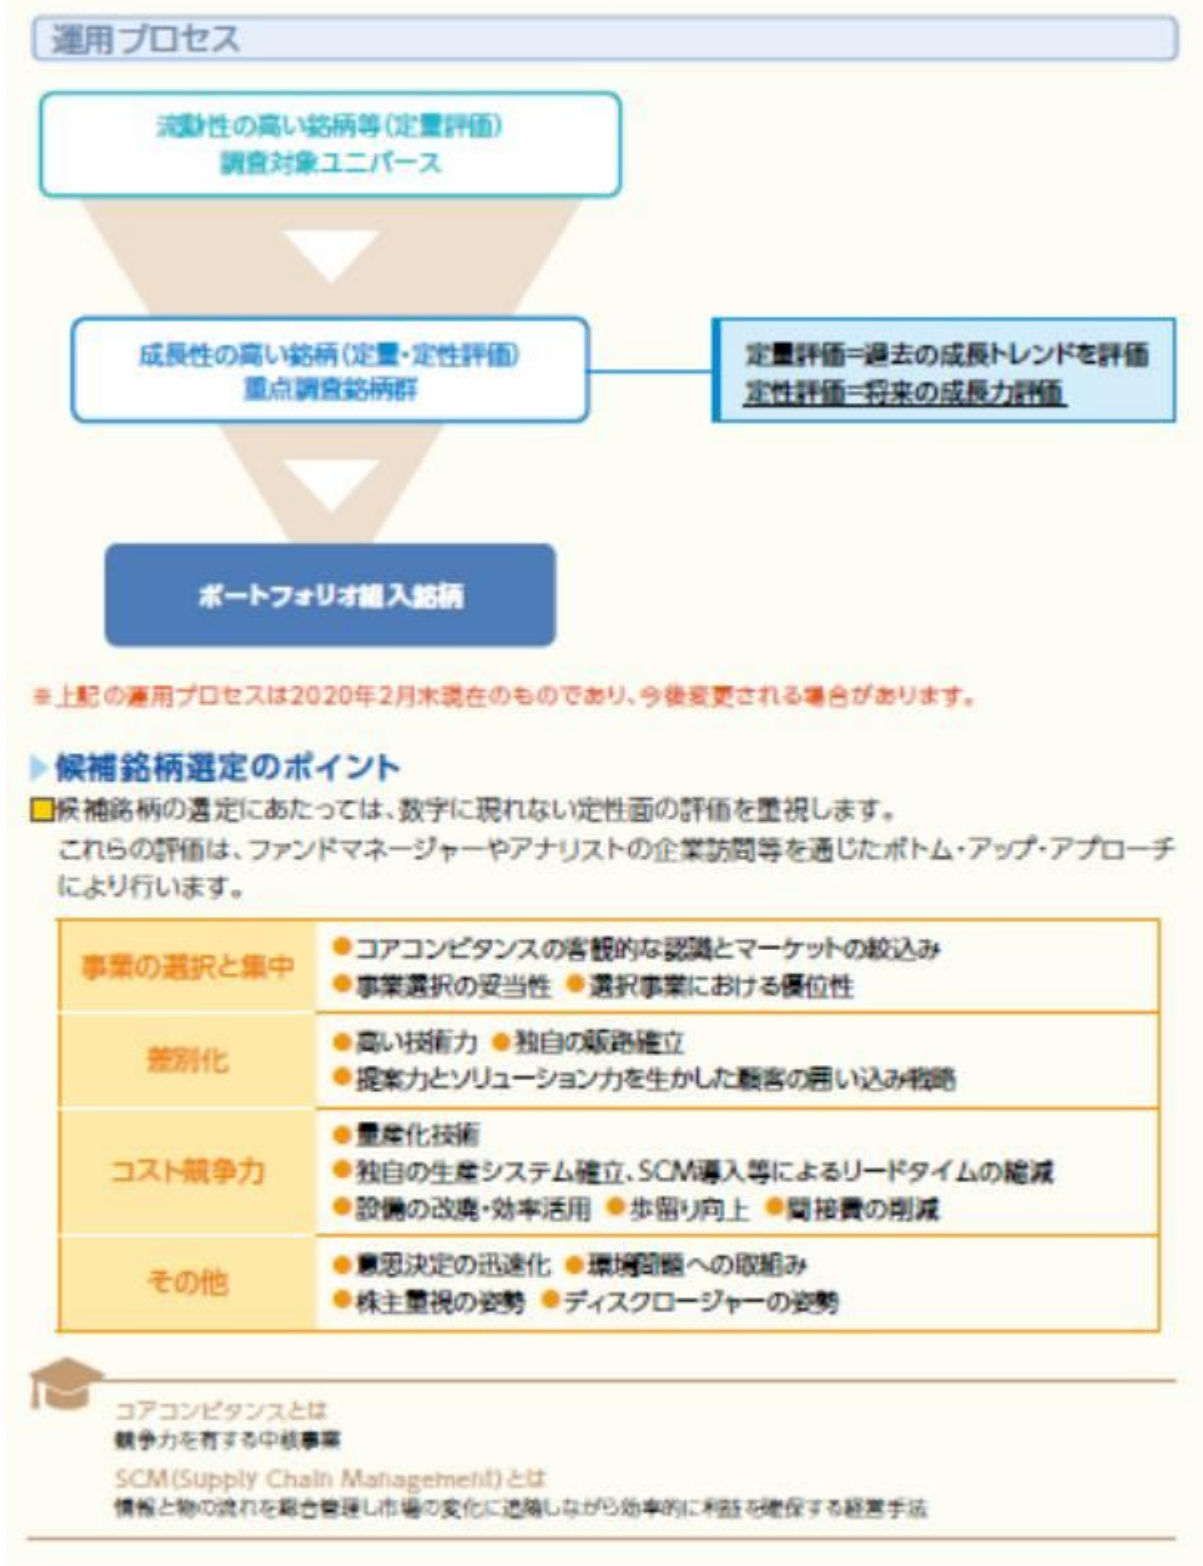 運用プロセス
流動性の高い銘柄等(定量評価)
調査対象ユニバース
成長性の高い銘柄(定量・定性評価)
重点調査銘柄群
定量評価=過去の成長トレンドを評価
定性評価=将来の成長力評価
ポートフォリオ組入銘柄
※上記の運用プロセスは2020年2月末現在のものであり、今後変更される場合があります。
▶候補銘柄選定のポイント
候補銘柄の選定にあたっては、数字に現れない定性面の評価を重視します。
これらの評価は、ファンドマネージャーやアナリストの企業訪問等を通じたボトム・アップ・アプローチ
により行います。
事業の選択と集中
●コアコンピタンスの客観的な認識とマーケットの絞込み
●事業選択の妥当性 ●選択事業における優位性
差別化
●高い技術力 ●独自の販路確立
●提案力とソリューション力を生かした顧客の囲い込み戦略
コスト競争力
●量産化技術
●独自の生産システム確立、SCM導入等によるリードタイムの縮減
●設備の改廃・効率活用 ●歩留り向上 ●間接費の削減
その他
●意思決定の迅速化 ●環境問題への取組み
●株主重視の姿勢 ●ディスクロージャーの姿勢
コアコンピタンスとは
競争力を有する中核事業
SCM(Supply Chain Management)とは
情報と物の流れを総合管理し市場の変化に追随しながら効率的に利益を確保する経営手法